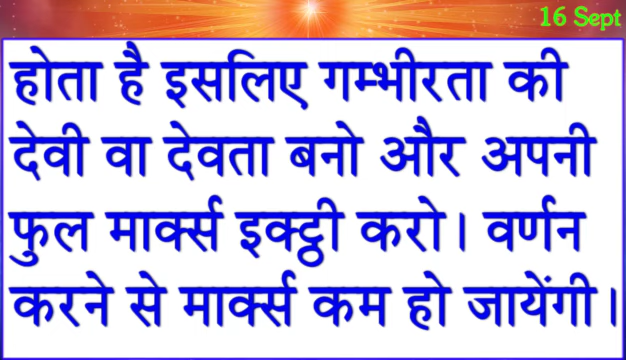 16 Sept
होता है इसलिए गम्भीरता की
देवी वा देवता बनो और अपनी
फुल मार्क्स इक्ट्ठी करो। वर्णन
करने से मार्क्स कम हो जायेंगी।